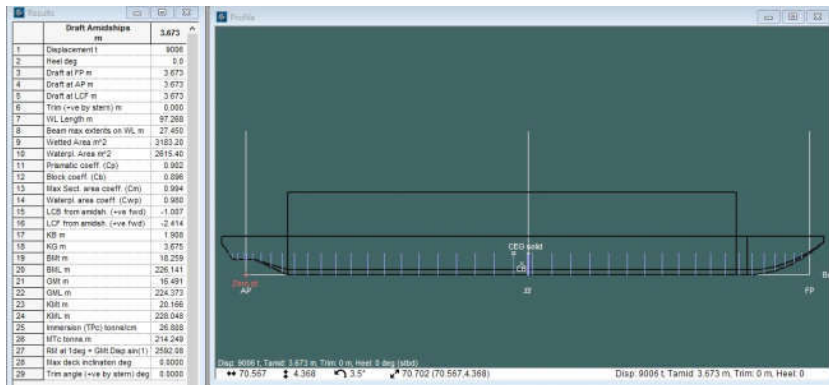 Results
Draft Amidships
m
3.673
1 Displacement t 9006
2 Heel deg 0.0
3 Draft at FP m 3.673
4 Draft at AP m 3.673
5 Draft at LCF m 3.673
6 Trim (+ve by stern) m 0.000
7 WL Length m 97.268
8 Beam max extents on WL m 27.450
9 Wetted Area m^2 3183.20
10 Waterpl. Area m^2 2615.40
11 Prismatic coeff. (Cp) 0.902
12 Block coeff. (Cb) 0.896
13 Max Sect. area coeff. (Cm) 0.994
14 Waterpl. area coeff. (Cwp) 0.980
15 LCB from amidsh. (+ve fwd) -1.087
16 LCF from amidsh. (+ve fwd) -2.414
17 KB m 1.908
18 KG m 3.675
19 BMt m 18.259
20 BML m 226.141
21 GMt m 16.491
22 GML m 224.373
23 KMt m 20.166
24 KML m 228.048
25 Immersion (TPc) tonne/cm 26.808
26 MTc tonne.m 214.249
27 RM at 1deg = GMt.Disp.sin(1) 2592.08
28 Max deck inclination deg 0.0000
29 Trim angle (+ve by stern) deg 0.0000
Profile
CEG solid
CB
AP
FP
Disp: 9006 t, Tamid: 3.673 m, Trim: 0 m, Heel: 0 deg (stbd)
70.567 4.368 3.5° 70.702 (70.567,4.368) Disp: 9006 t, Tamid: 3.673 m, Trim: 0 m, Heel: 0 deg (stbd)